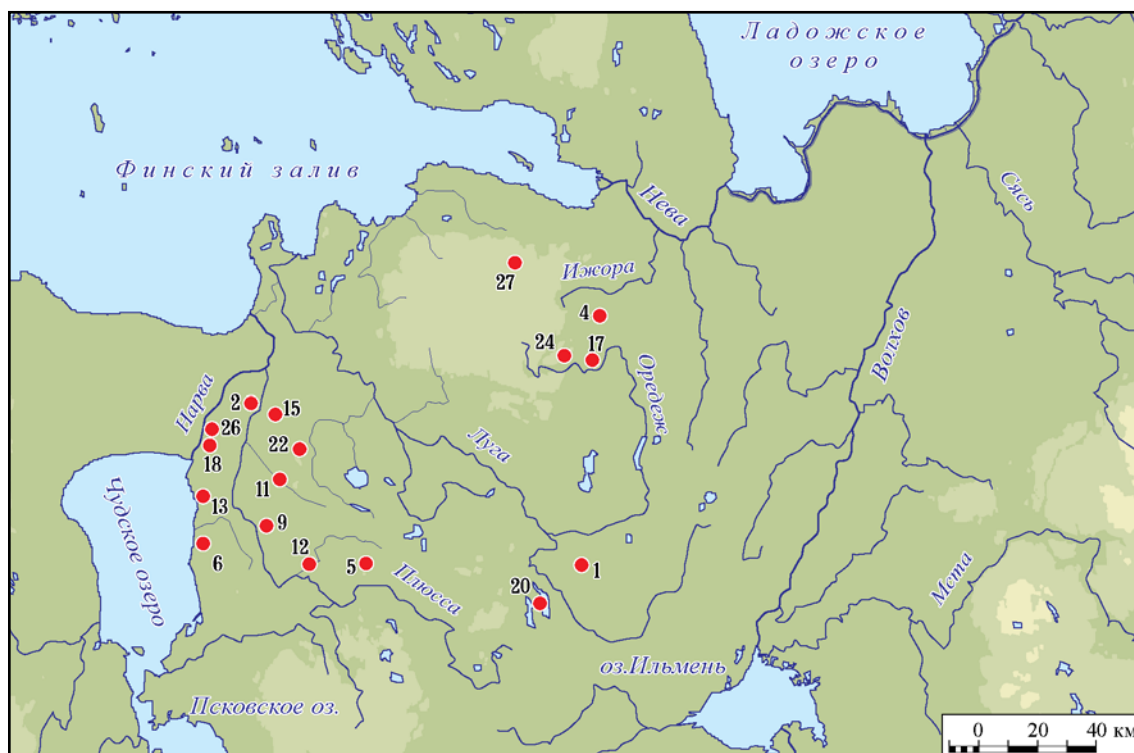 Ладожское
озеро
Финский залив
Нева
Сясь
Ижора
27
4
24
17
Оредеж
Волхов
Нарва
2
15
26
18
22
Луга
11
13
Чудское озеро
9
6
12
5
Плюсса
1
20
Мста
оз.Ильмень
Псковское оз.
0 20 40 км